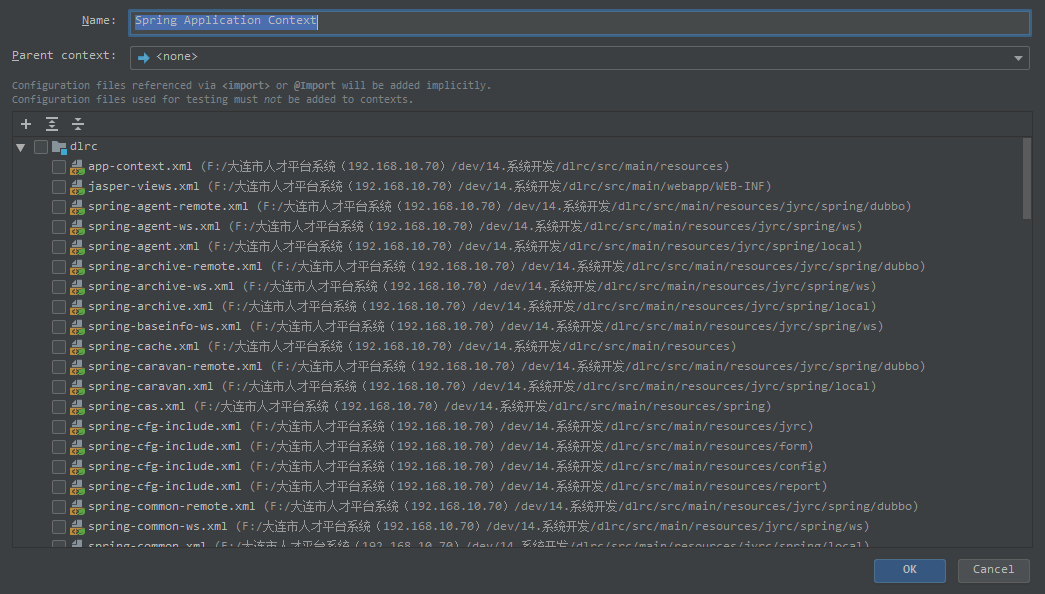 Name: Spring Application Context
Parent context: <none>
Configuration files referenced via <import> or @Import will be added implicitly.
Configuration files used for testing must not be added to contexts.
dlrc
app-context.xml (F:/大连市人才平台系统（192.168.10.70）/dev/14.系统开发/dlrc/src/main/resources)
jasper-views.xml (F:/大连市人才平台系统（192.168.10.70）/dev/14.系统开发/dlrc/src/main/webapp/WEB-INF)
spring-agent-remote.xml (F:/大连市人才平台系统（192.168.10.70）/dev/14.系统开发/dlrc/src/main/resources/jyrc/spring/dubbo)
spring-agent-ws.xml (F:/大连市人才平台系统（192.168.10.70）/dev/14.系统开发/dlrc/src/main/resources/jyrc/spring/ws)
spring-agent.xml (F:/大连市人才平台系统（192.168.10.70）/dev/14.系统开发/dlrc/src/main/resources/jyrc/spring/local)
spring-archive-remote.xml (F:/大连市人才平台系统（192.168.10.70）/dev/14.系统开发/dlrc/src/main/resources/jyrc/spring/dubbo)
spring-archive-ws.xml (F:/大连市人才平台系统（192.168.10.70）/dev/14.系统开发/dlrc/src/main/resources/jyrc/spring/ws)
spring-archive.xml (F:/大连市人才平台系统（192.168.10.70）/dev/14.系统开发/dlrc/src/main/resources/jyrc/spring/local)
spring-baseinfo-ws.xml (F:/大连市人才平台系统（192.168.10.70）/dev/14.系统开发/dlrc/src/main/resources/jyrc/spring/ws)
spring-cache.xml (F:/大连市人才平台系统（192.168.10.70）/dev/14.系统开发/dlrc/src/main/resources)
spring-caravan-remote.xml (F:/大连市人才平台系统（192.168.10.70）/dev/14.系统开发/dlrc/src/main/resources/jyrc/spring/dubbo)
spring-caravan.xml (F:/大连市人才平台系统（192.168.10.70）/dev/14.系统开发/dlrc/src/main/resources/jyrc/spring/local)
spring-cas.xml (F:/大连市人才平台系统（192.168.10.70）/dev/14.系统开发/dlrc/src/main/resources/spring)
spring-cfg-include.xml (F:/大连市人才平台系统（192.168.10.70）/dev/14.系统开发/dlrc/src/main/resources/jyrc)
spring-cfg-include.xml (F:/大连市人才平台系统（192.168.10.70）/dev/14.系统开发/dlrc/src/main/resources/form)
spring-cfg-include.xml (F:/大连市人才平台系统（192.168.10.70）/dev/14.系统开发/dlrc/src/main/resources/config)
spring-cfg-include.xml (F:/大连市人才平台系统（192.168.10.70）/dev/14.系统开发/dlrc/src/main/resources/report)
spring-common-remote.xml (F:/大连市人才平台系统（192.168.10.70）/dev/14.系统开发/dlrc/src/main/resources/jyrc/spring/dubbo)
spring-common-ws.xml (F:/大连市人才平台系统（192.168.10.70）/dev/14.系统开发/dlrc/src/main/resources/jyrc/spring/ws)
spring-common.xml (F:/大连市人才平台系统（192.168.10.70）/dev/14.系统开发/dlrc/src/main/resources/jyrc/spring/local)
OK Cancel